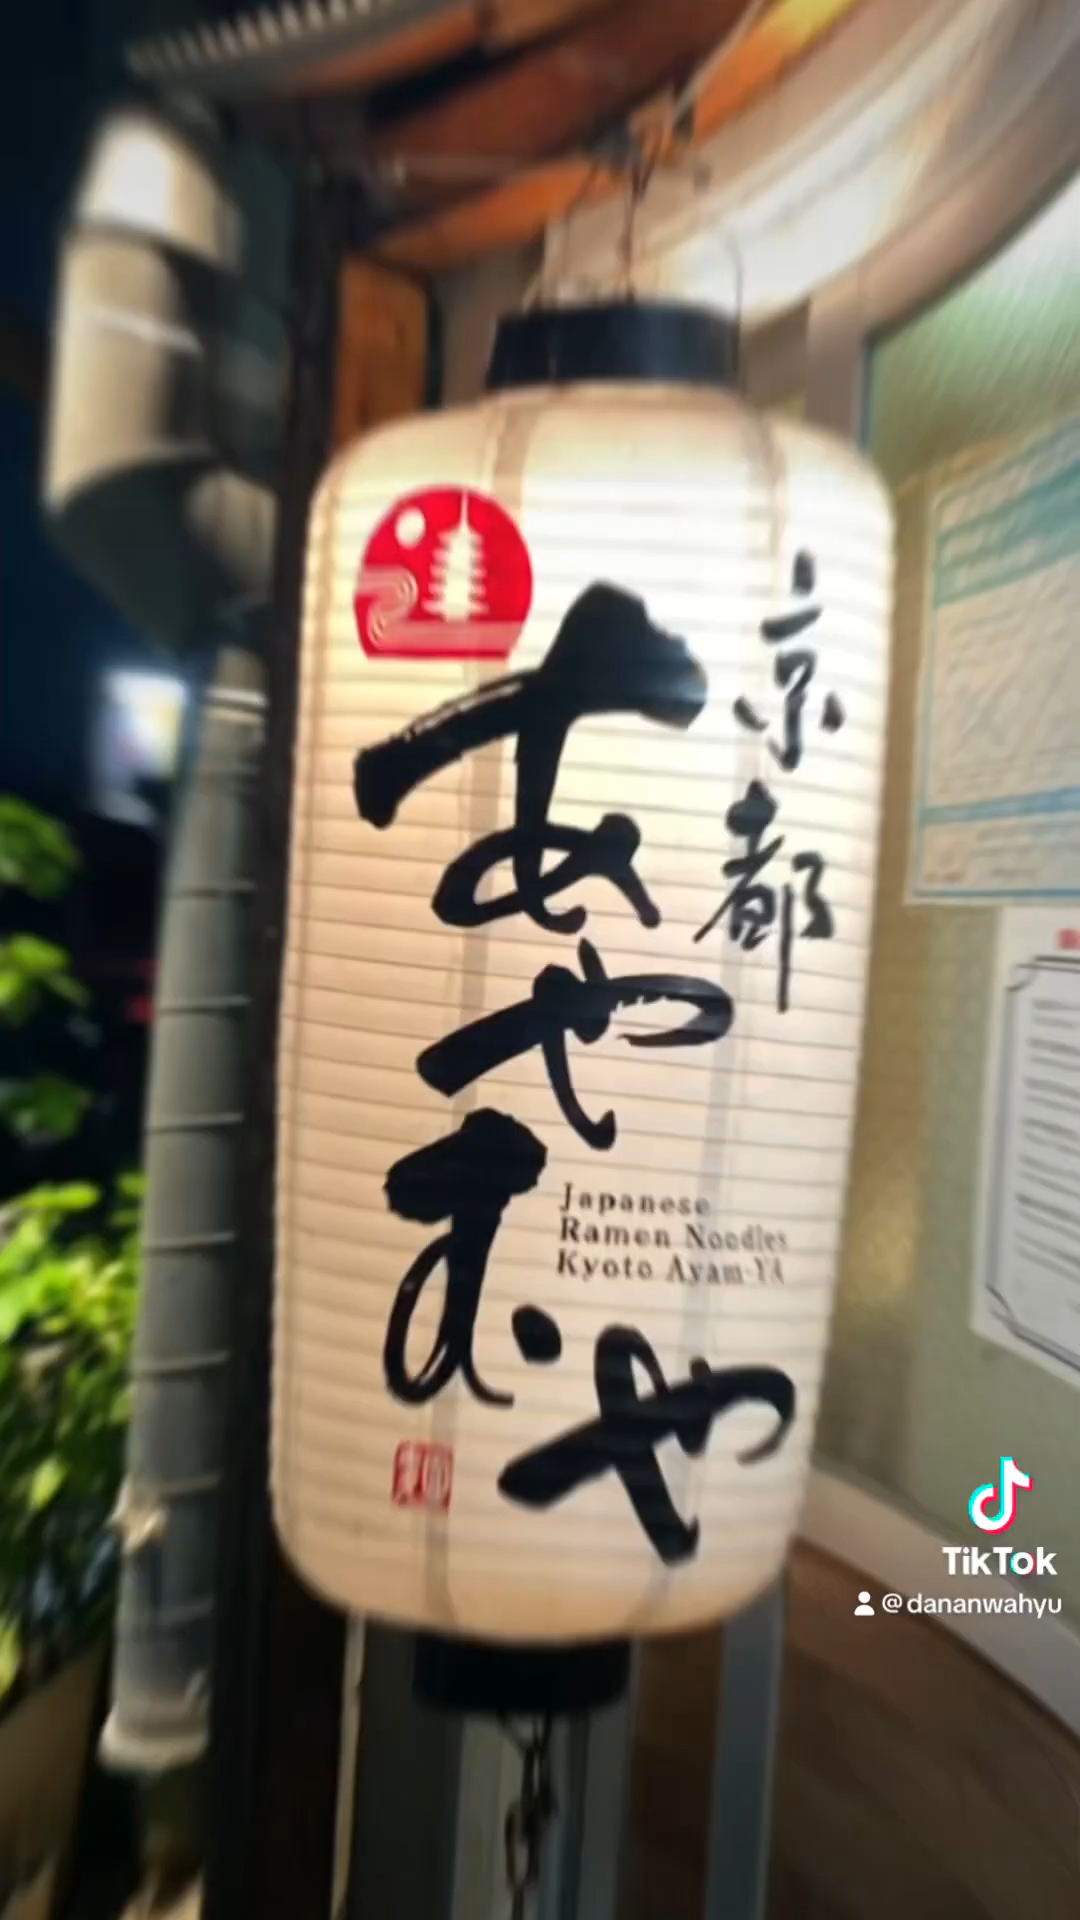 京都
あやむや
Japanese
Ramen Noodles
Kyoto Ayam-YA
TikTok
@dananwahyu